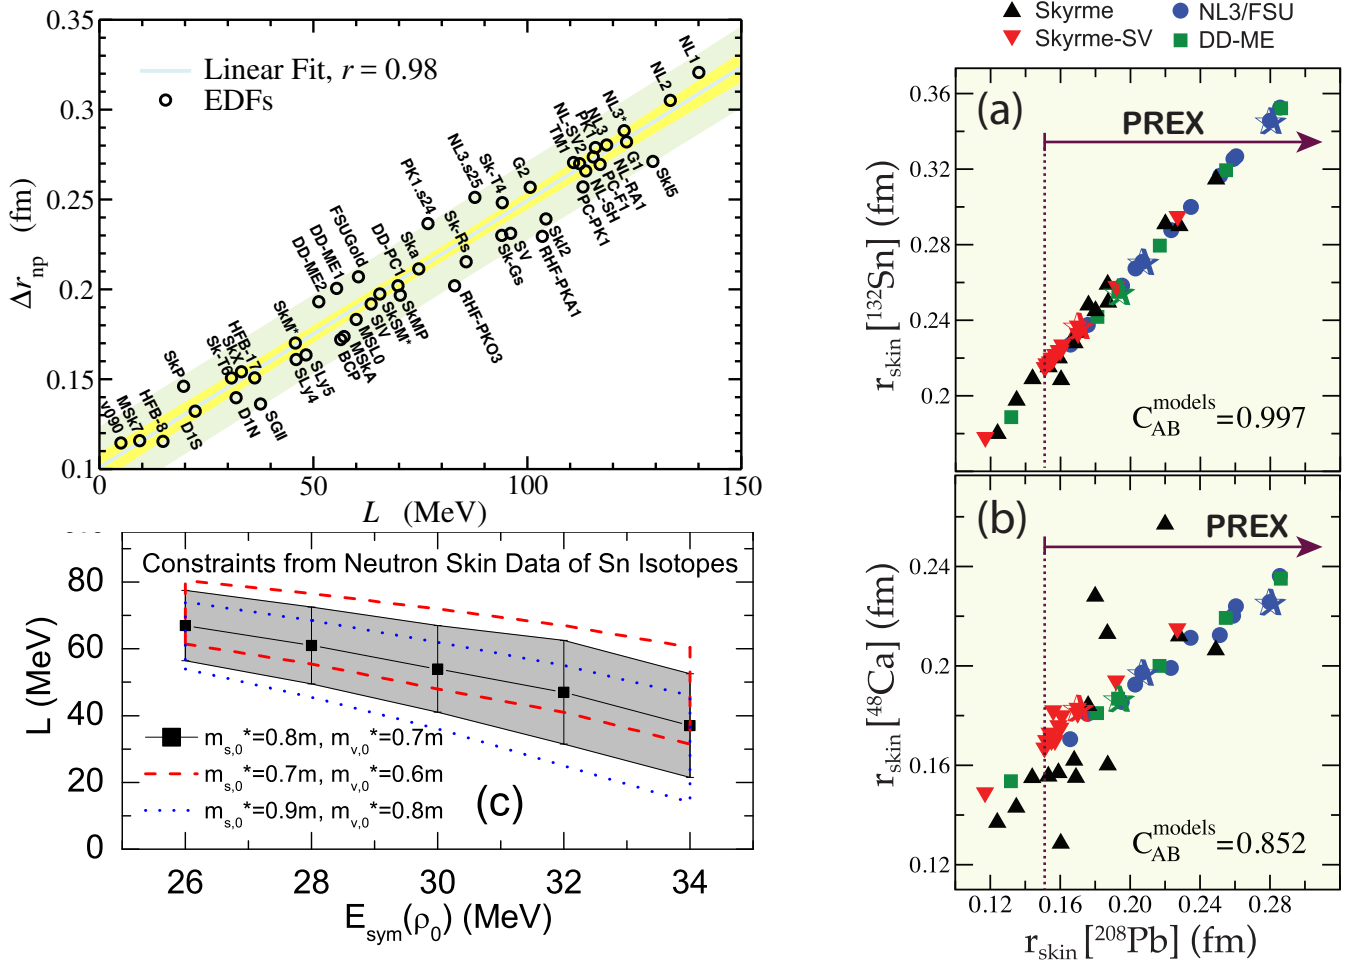 0.35
0.3
0.25
0.2
0.15
0.1
Δr_np (fm)
Linear Fit, r = 0.98
EDFs
v090
MSk7
HFB-8
SkP
D1S
Sk-T6
SkX
HFB-17
D1N
SGII
SkM*
SLy4
SLy5
DD-ME2
DD-ME1
FSUGold
BCP
MSkA
MSL0
SIV
SkSM*
SkMP
DD-PC1
Ska
PK1.s24
NL3.s25
Sk-Rs
RHF-PKO3
Sk-T4
G2
Sk-Gs
SV
SkI2
RHF-PKA1
TM1
NL-SV2
PK1
NL3
NL3*
PC-PK1
NL-SH
PC-F1
NL-RA1
G1
SkI5
NL2
NL1
0 50 100 150
L (MeV)
Constraints from Neutron Skin Data of Sn Isotopes
80
60
40
20
0
L (MeV)
m_s,0*=0.8m, m_v,0*=0.7m
m_s,0*=0.7m, m_v,0*=0.6m
m_s,0*=0.9m, m_v,0*=0.8m
(c)
26 28 30 32 34
E_sym(ρ_0) (MeV)
Skyrme
NL3/FSU
Skyrme-SV
DD-ME
(a)
PREX
0.36
0.32
0.28
0.24
0.2
r_skin [^132Sn] (fm)
C_AB^models=0.997
(b)
PREX
0.24
0.2
0.16
0.12
r_skin [^48Ca] (fm)
C_AB^models=0.852
0.12 0.16 0.20 0.24 0.28
r_skin [^208Pb] (fm)